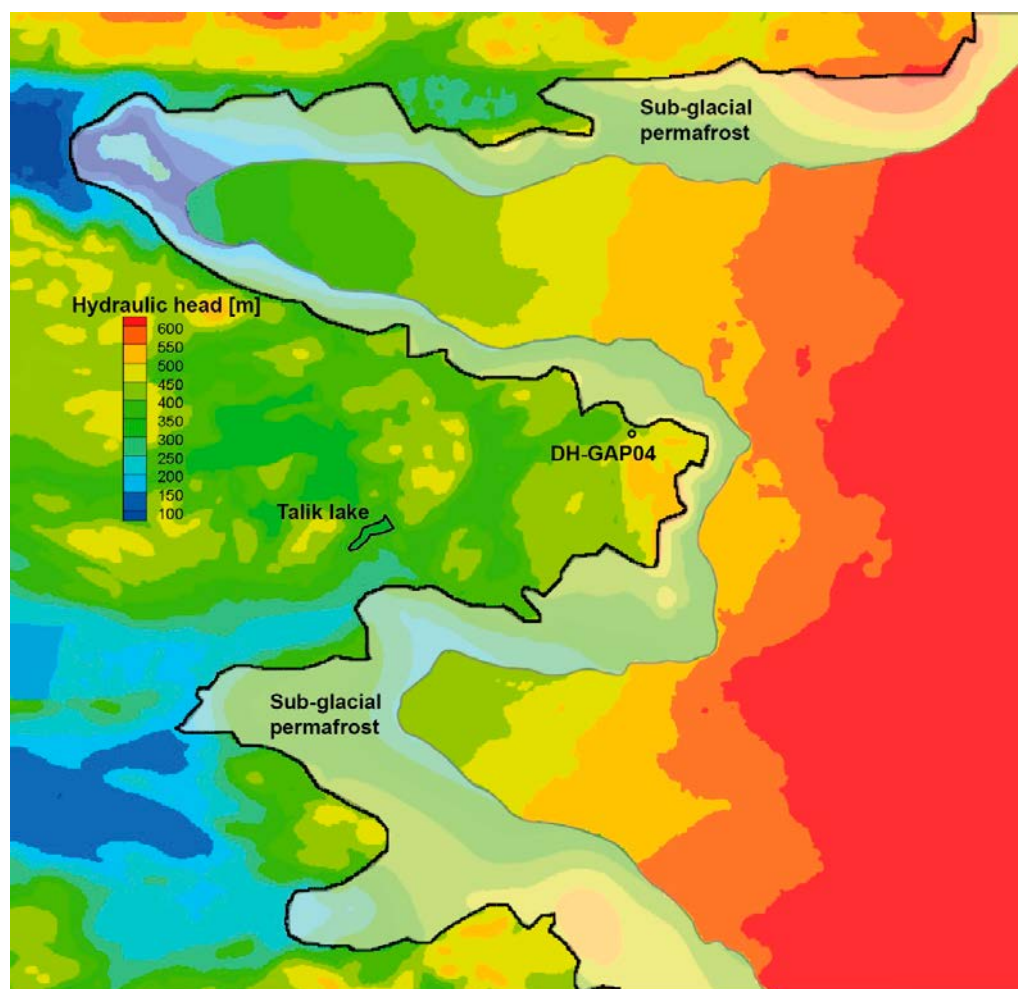 Sub-glacial
permafrost
Hydraulic head [m]
600
550
500
450
400
350
300
200
150
100
DH-GAP04
Talik lake
Sub-glacial
permafrost